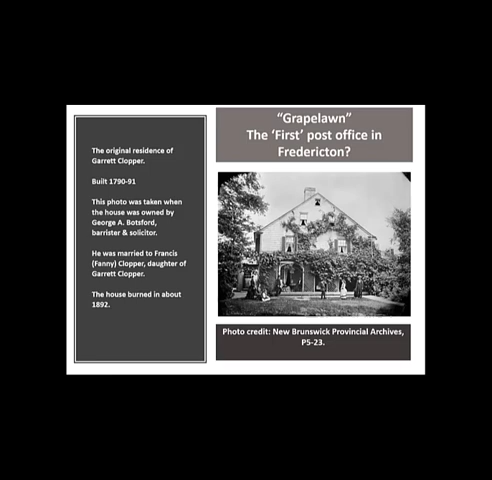 "Grapelawn"
The 'First' post office in
Fredericton?
The original residence of
Garrett Clopper.
Built 1790-91
This photo was taken when
the house was owned by
George A. Botsford,
barrister & solicitor.
He was married to Francis
(Fanny) Clopper, daughter of
Garrett Clopper.
The house burned in about
1892.
Photo credit: New Brunswick Provincial Archives,
P5-23.